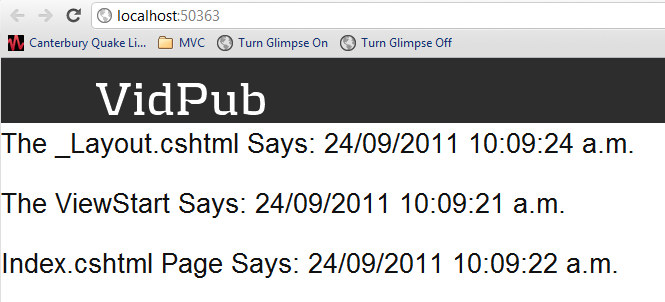 localhost:50363
Canterbury Quake Li... MVC Turn Glimpse On Turn Glimpse Off
VidPub
The _Layout.cshtml Says: 24/09/2011 10:09:24 a.m.
The ViewStart Says: 24/09/2011 10:09:21 a.m.
Index.cshtml Page Says: 24/09/2011 10:09:22 a.m.